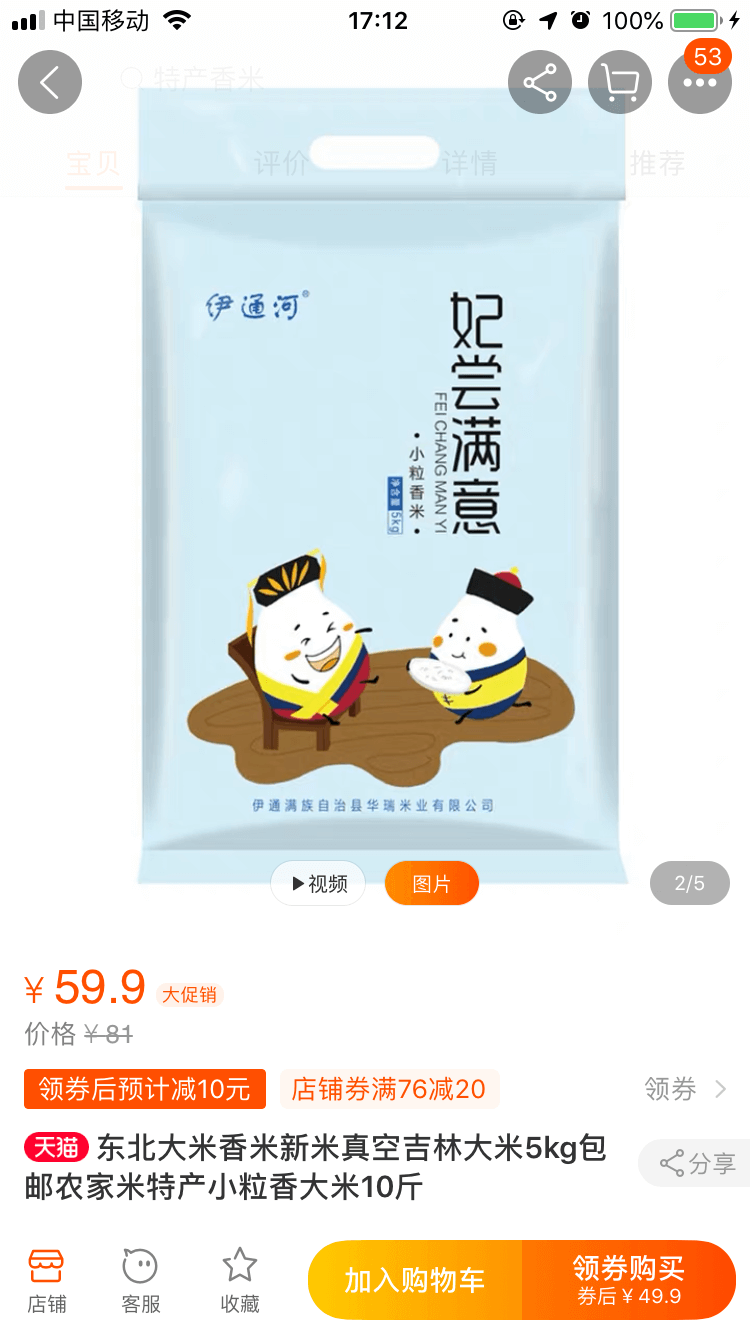 中国移动
17:12
100%
特产香米
53
宝贝
评价
详情
推荐
伊通河®
妃尝满意
FEI CHANG MAN YI
·小粒香米·
净含量 5kg
伊通满族自治县华瑞米业有限公司
视频
图片
2/5
¥ 59.9 大促销
价格 ¥ 81
领券后预计减10元
店铺券满76减20
领券
天猫 东北大米香米新米真空吉林大米5kg包
邮农家米特产小粒香大米10斤
分享
店铺
客服
收藏
加入购物车
领券购买
券后 ¥ 49.9